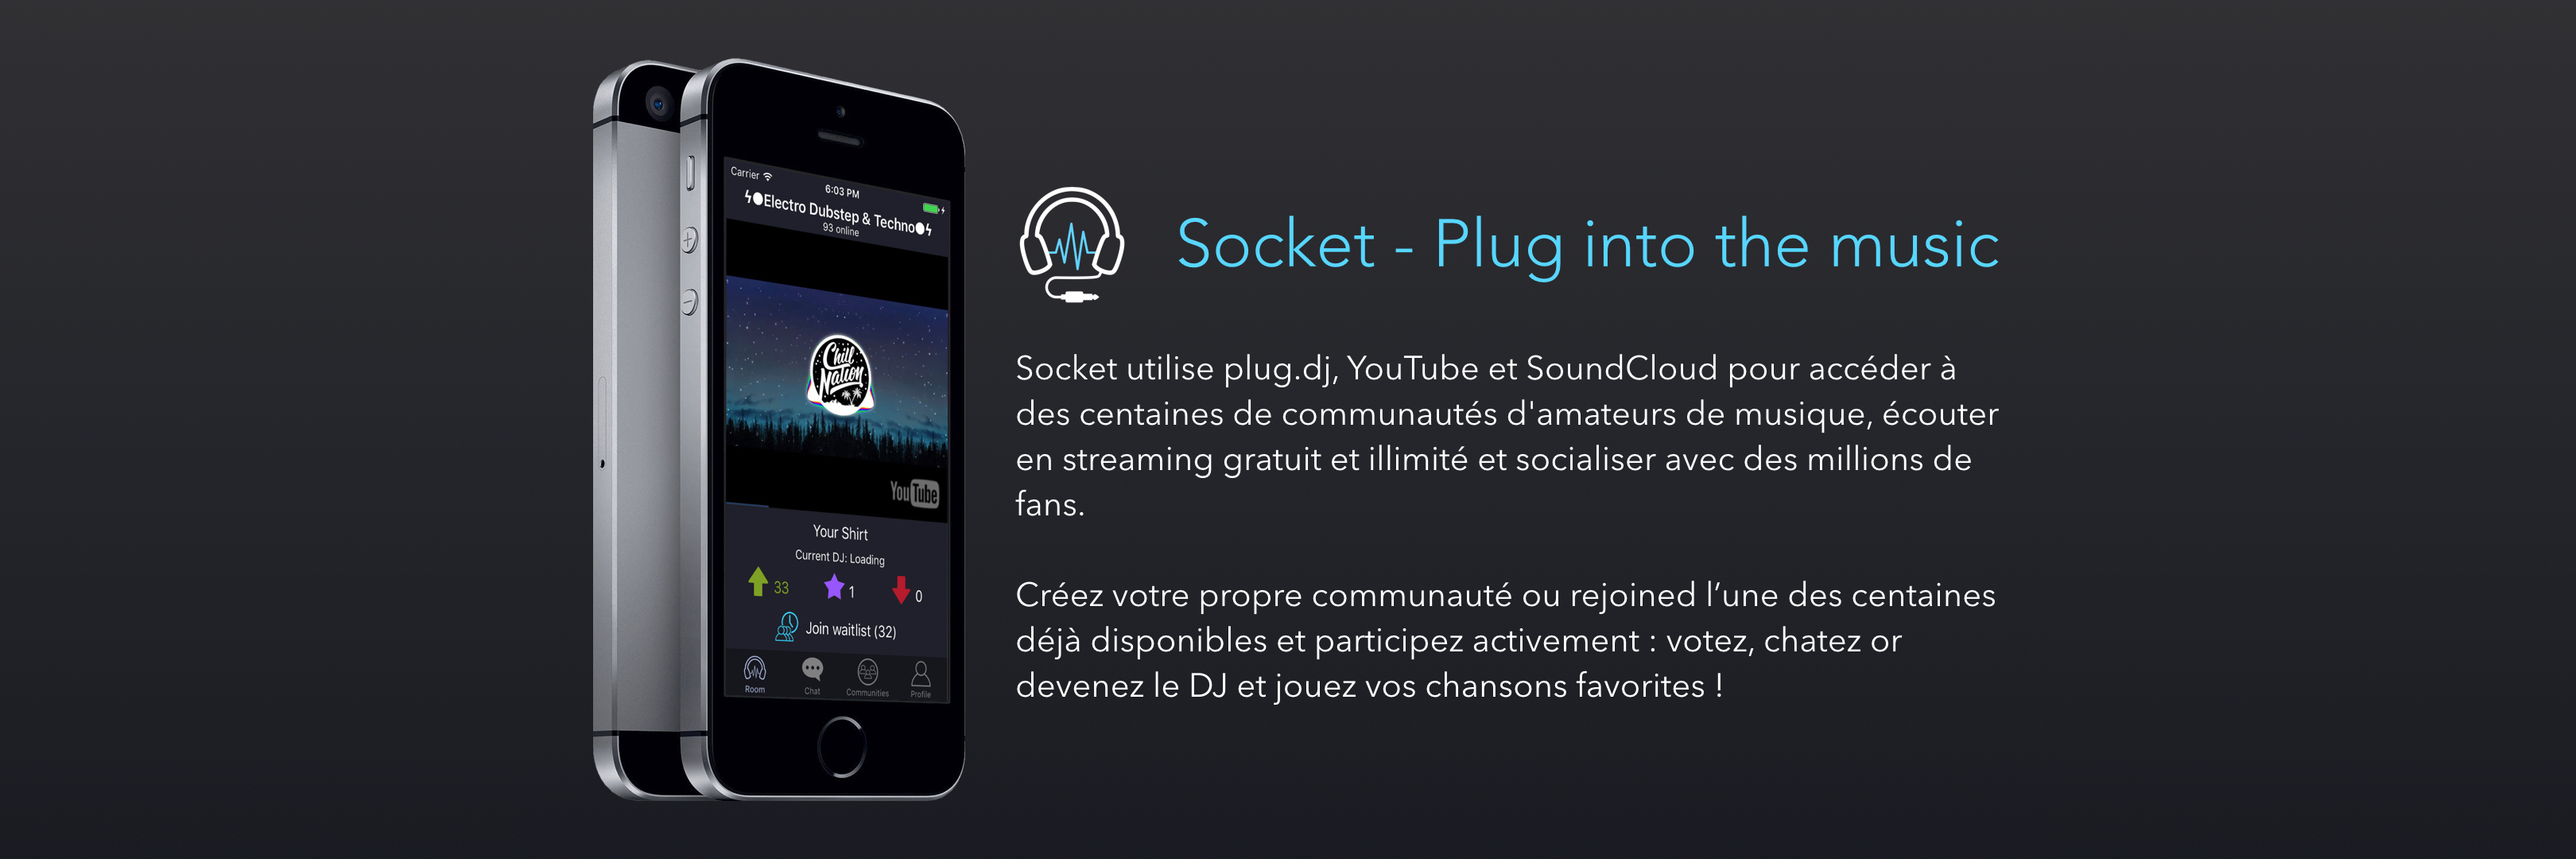 Carrier
6:03 PM
ϟ●Electro Dubstep & Techno●ϟ
93 online
Chill
Nation
YouTube
Your Shirt
Current DJ: Loading
33
1
0
Join waitlist (32)
Room
Chat
Communities
Profile
Socket - Plug into the music
Socket utilise plug.dj, YouTube et SoundCloud pour accéder à
des centaines de communautés d'amateurs de musique, écouter
en streaming gratuit et illimité et socialiser avec des millions de
fans.
Créez votre propre communauté ou rejoined l’une des centaines
déjà disponibles et participez activement : votez, chatez or
devenez le DJ et jouez vos chansons favorites !